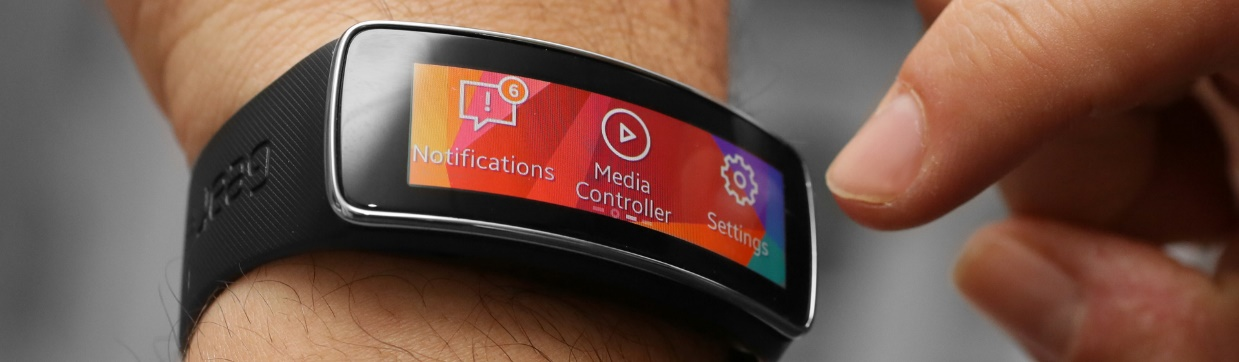 6
Notifications
Media
Controller
Settings